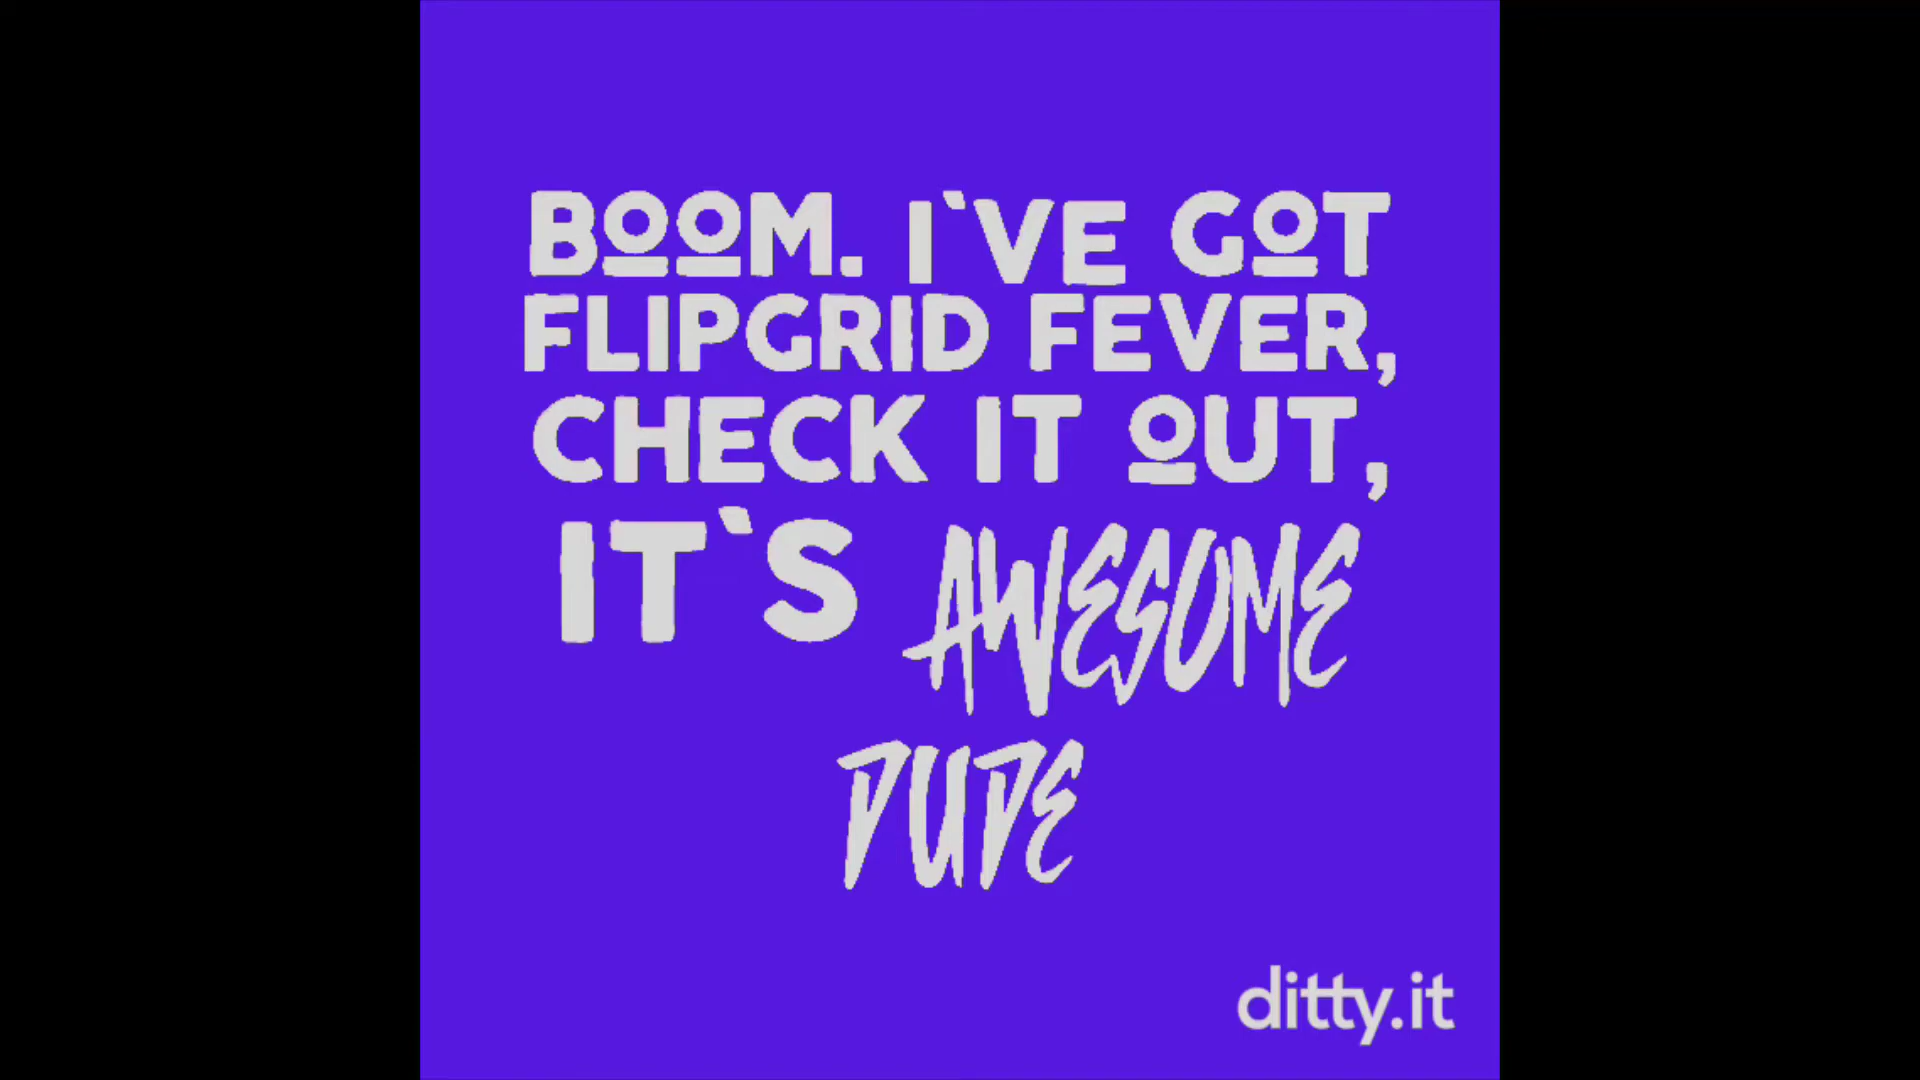 BOOM. I`VE GOT
FLIPGRID FEVER,
CHECK IT OUT,
IT`S AWESOME
DUDE
ditty.it